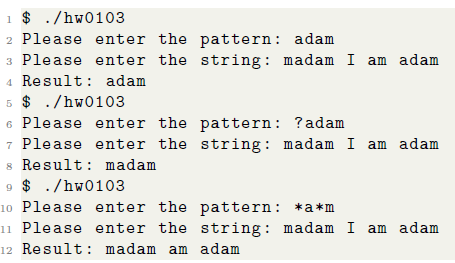 1 $ ./hw0103
2 Please enter the pattern: adam
3 Please enter the string: madam I am adam
4 Result: adam
5 $ ./hw0103
6 Please enter the pattern: ?adam
7 Please enter the string: madam I am adam
8 Result: madam
9 $ ./hw0103
10 Please enter the pattern: *a*m
11 Please enter the string: madam I am adam
12 Result: madam am adam